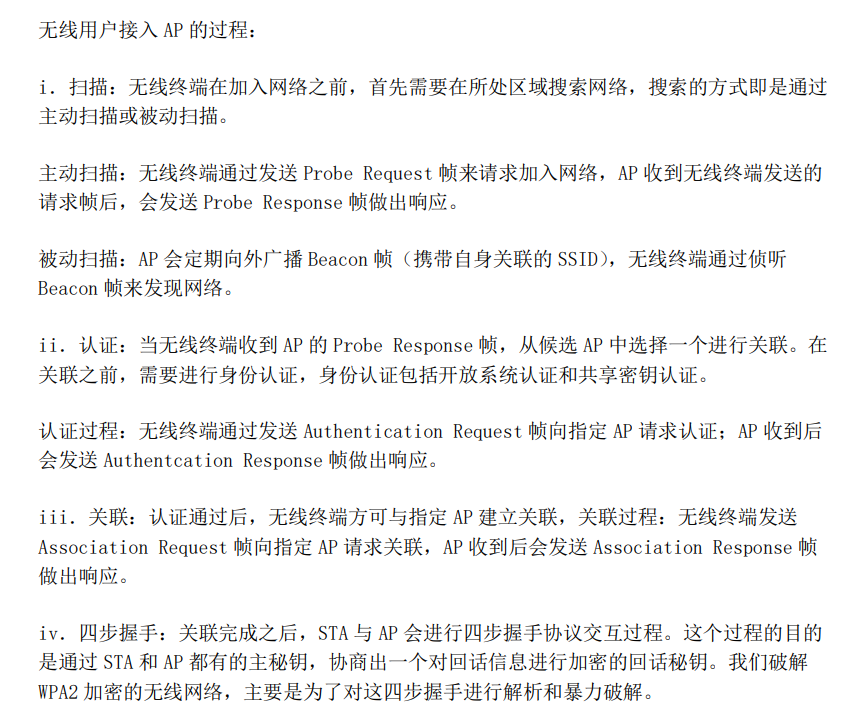 无线用户接入 AP 的过程：
i．扫描：无线终端在加入网络之前，首先需要在所处区域搜索网络，搜索的方式即是通过
主动扫描或被动扫描。
主动扫描：无线终端通过发送 Probe Request 帧来请求加入网络，AP 收到无线终端发送的
请求帧后，会发送 Probe Response 帧做出响应。
被动扫描：AP 会定期向外广播 Beacon 帧（携带自身关联的 SSID），无线终端通过侦听
Beacon 帧来发现网络。
ii．认证：当无线终端收到 AP 的 Probe Response 帧，从候选 AP 中选择一个进行关联。在
关联之前，需要进行身份认证，身份认证包括开放系统认证和共享密钥认证。
认证过程：无线终端通过发送 Authentication Request 帧向指定 AP 请求认证；AP 收到后
会发送 Authentcation Response 帧做出响应。
iii．关联：认证通过后，无线终端方可与指定 AP 建立关联，关联过程：无线终端发送
Association Request 帧向指定 AP 请求关联，AP 收到后会发送 Association Response 帧
做出响应。
iv．四步握手：关联完成之后，STA 与 AP 会进行四步握手协议交互过程。这个过程的目的
是通过 STA 和 AP 都有的主秘钥，协商出一个对回话信息进行加密的回话秘钥。我们破解
WPA2 加密的无线网络，主要是为了对这四步握手进行解析和暴力破解。